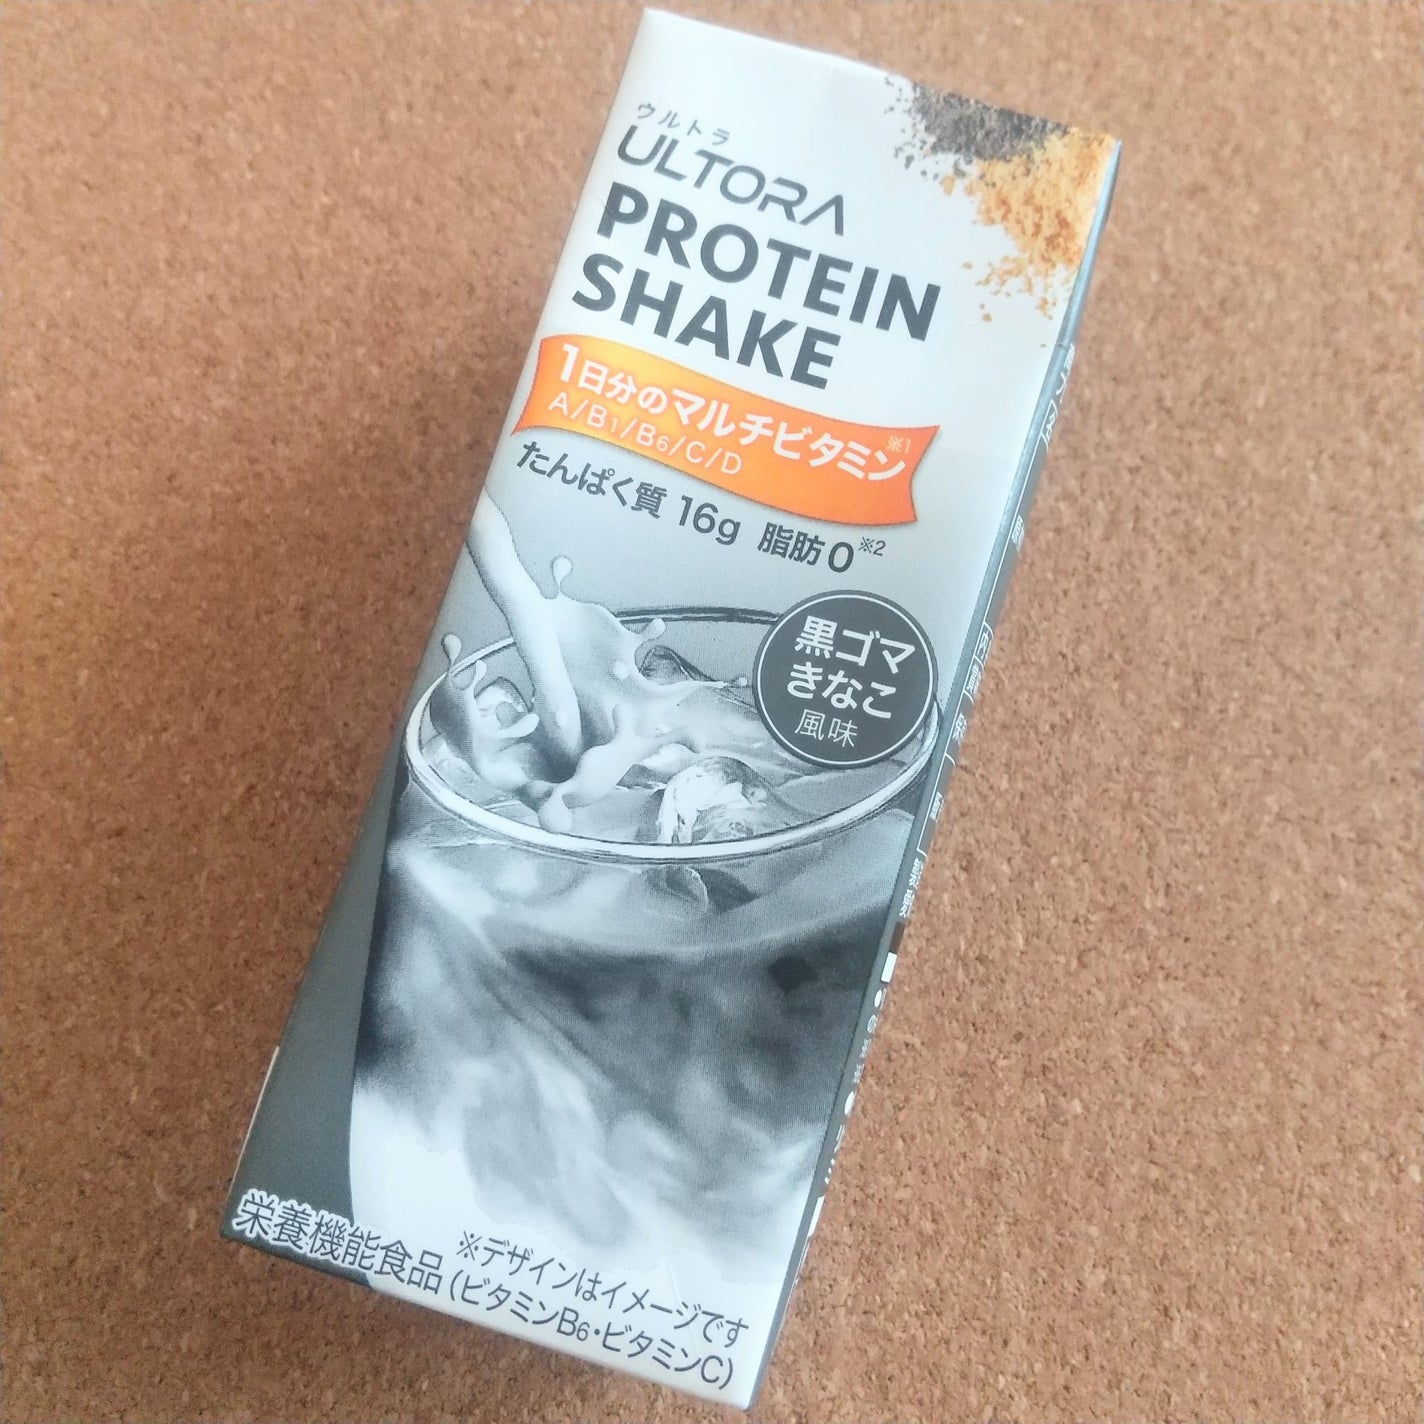 ウルトラ
ULTORA
PROTEIN
SHAKE
1日分のマルチビタミン※1
A/B1/B6/C/D
たんぱく質 16g 脂肪0※2
黒ゴマ
きなこ
風味
※デザインはイメージです
栄養機能食品(ビタミンB6・ビタミンC)